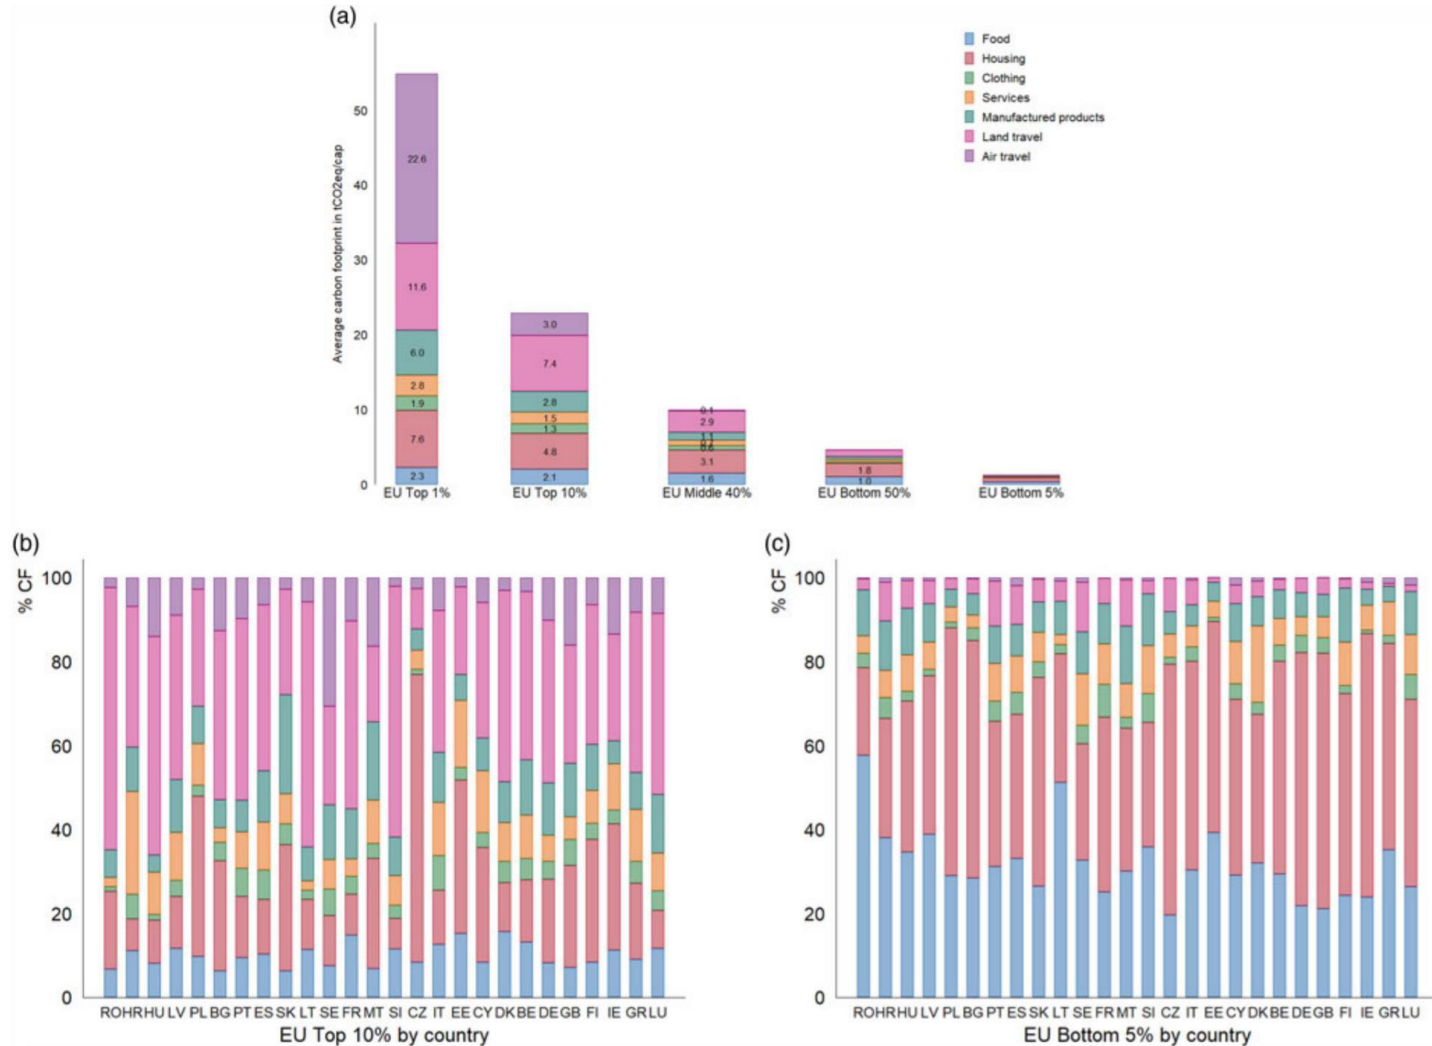 (a)
Food
Housing
Clothing
Services
Manufactured products
Land travel
Air travel
Average carbon footprint in tCO2eq/cap
50
40
30
20
10
0
22.6
11.6
6.0
2.8
1.9
7.6
2.3
3.0
7.4
2.8
1.5
1.3
4.8
2.1
0.1
2.9
1.1
0.6
3.1
1.6
1.8
1.0
EU Top 1% EU Top 10% EU Middle 40% EU Bottom 50% EU Bottom 5%
(b)
% CF
100
80
60
40
20
0
RO HR HU LV PL BG PT ES SK LT SE FR MT SI CZ IT EE CY DK BE DE GB FI IE GR LU
EU Top 10% by country
(c)
% CF
100
80
60
40
20
0
RO HR HU LV PL BG PT ES SK LT SE FR MT SI CZ IT EE CY DK BE DE GB FI IE GR LU
EU Bottom 5% by country